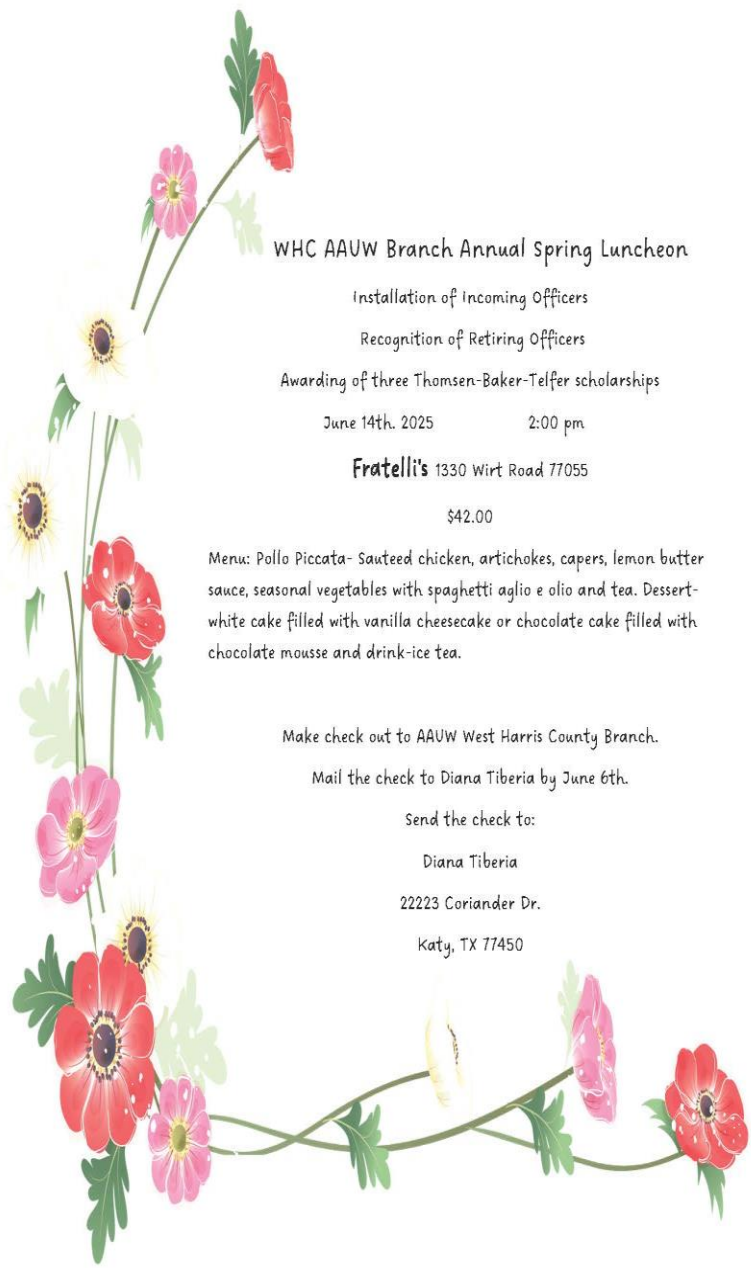 WHC AAUW Branch Annual Spring Luncheon
Installation of Incoming Officers
Recognition of Retiring Officers
Awarding of three Thomsen-Baker-Telfer scholarships
June 14th. 2025 2:00 pm
Fratelli's 1330 Wirt Road 77055
$42.00
Menu: Pollo Piccata- Sauteed chicken, artichokes, capers, lemon butter
sauce, seasonal vegetables with spaghetti aglio e olio and tea. Dessert-
white cake filled with vanilla cheesecake or chocolate cake filled with
chocolate mousse and drink-ice tea.
Make check out to AAUW West Harris County Branch.
Mail the check to Diana Tiberia by June 6th.
Send the check to:
Diana Tiberia
22223 Coriander Dr.
Katy, TX 77450